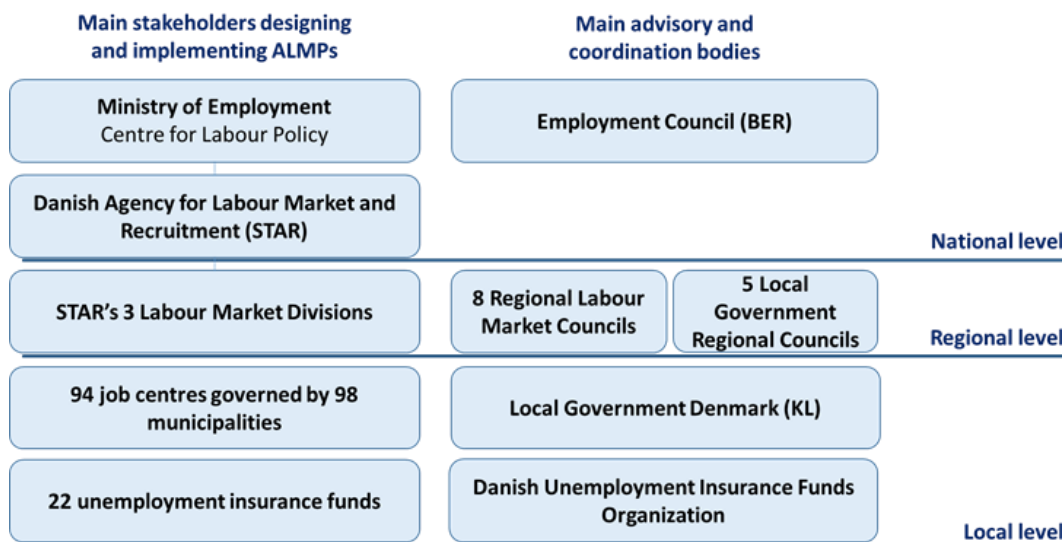 Main stakeholders designing
and implementing ALMPs
Main advisory and
coordination bodies
Ministry of Employment
Centre for Labour Policy
Employment Council (BER)
Danish Agency for Labour Market and
Recruitment (STAR)
National level
STAR's 3 Labour Market Divisions
8 Regional Labour
Market Councils
5 Local
Government
Regional Councils
Regional level
94 job centres governed by 98
municipalities
Local Government Denmark (KL)
22 unemployment insurance funds
Danish Unemployment Insurance Funds
Organization
Local level